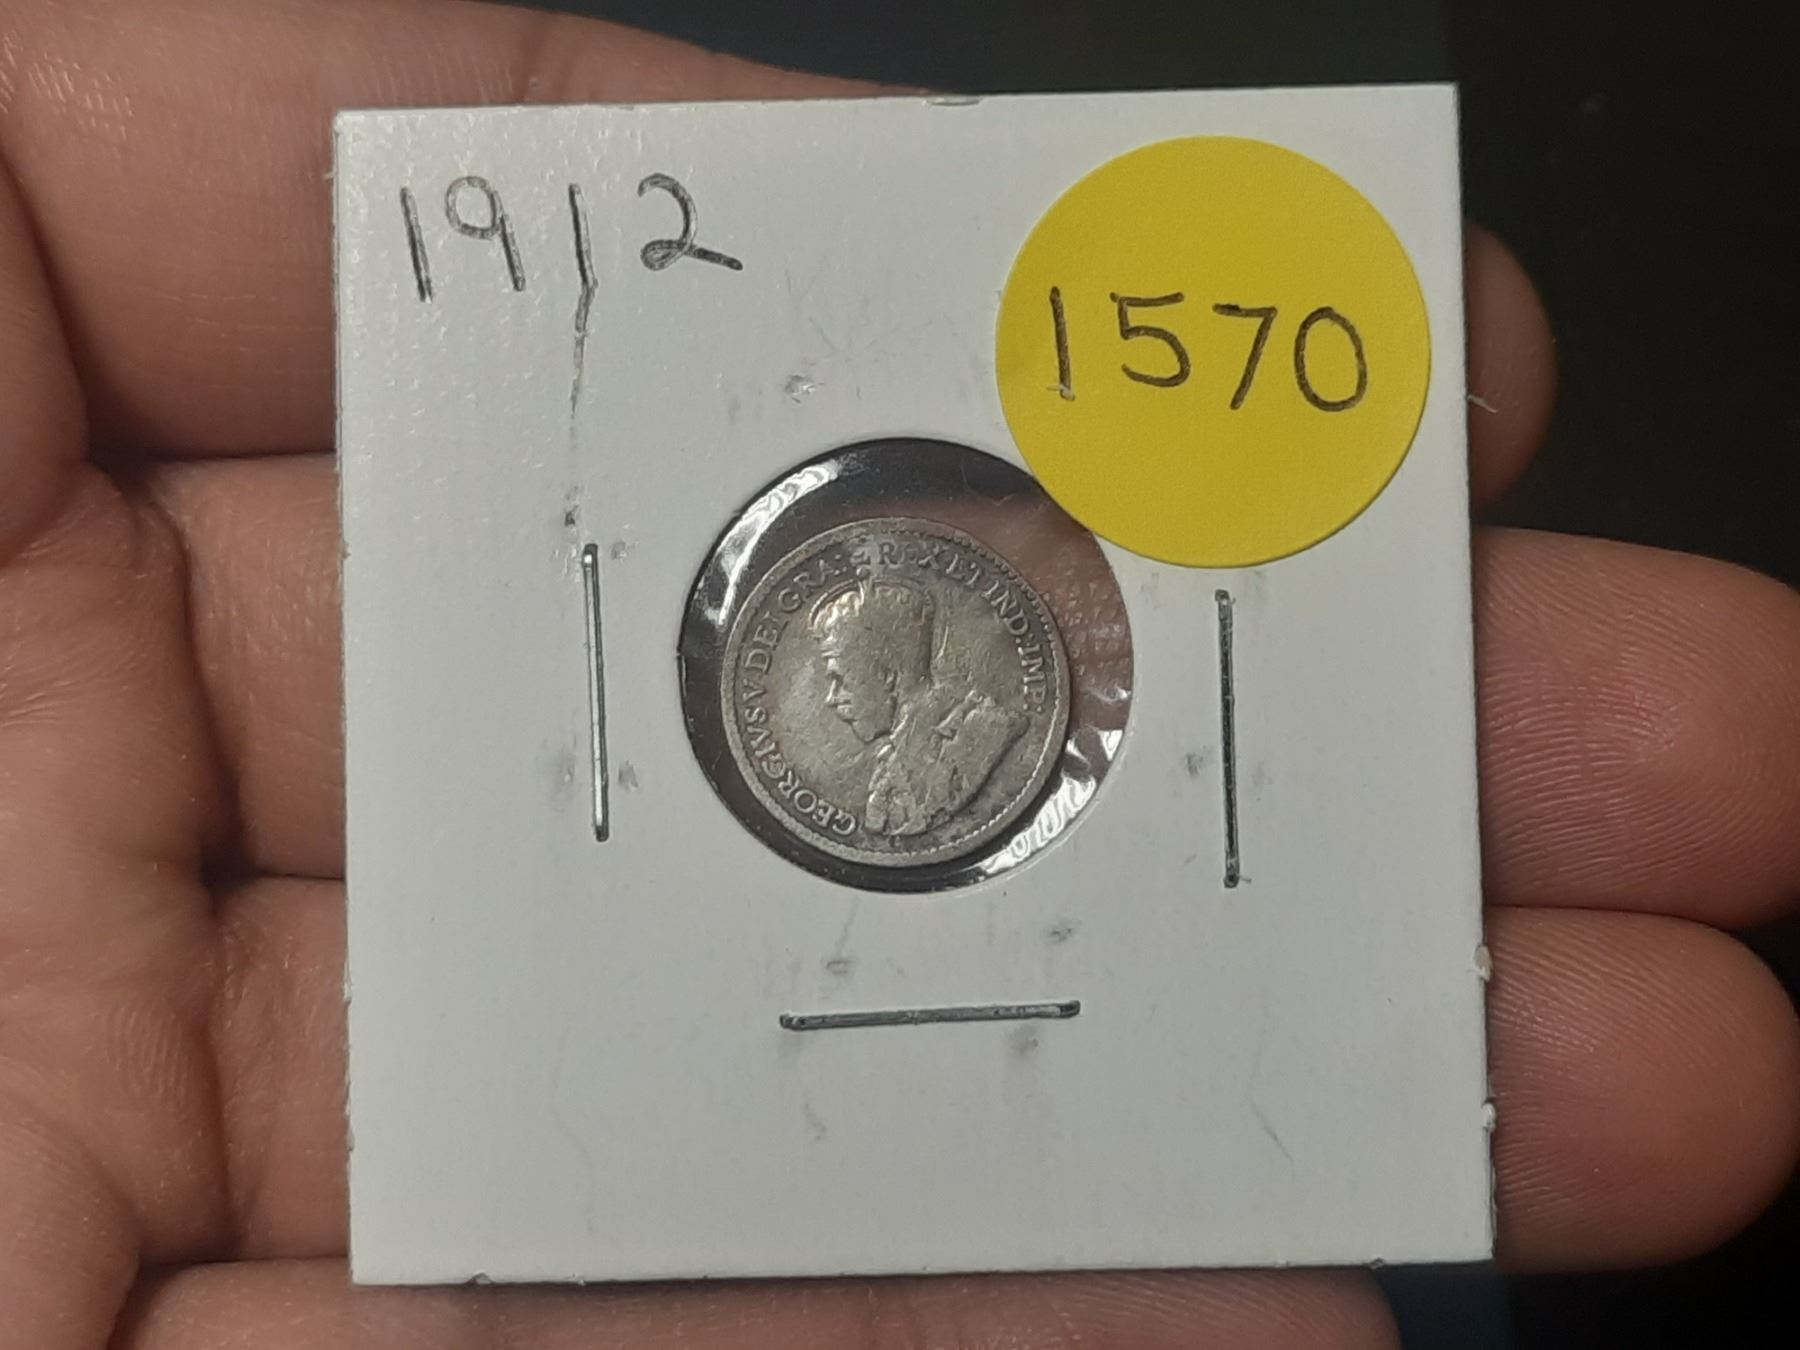 1912
1570
GEORGIVS V DEI GRA: REX ET IND: IMP: